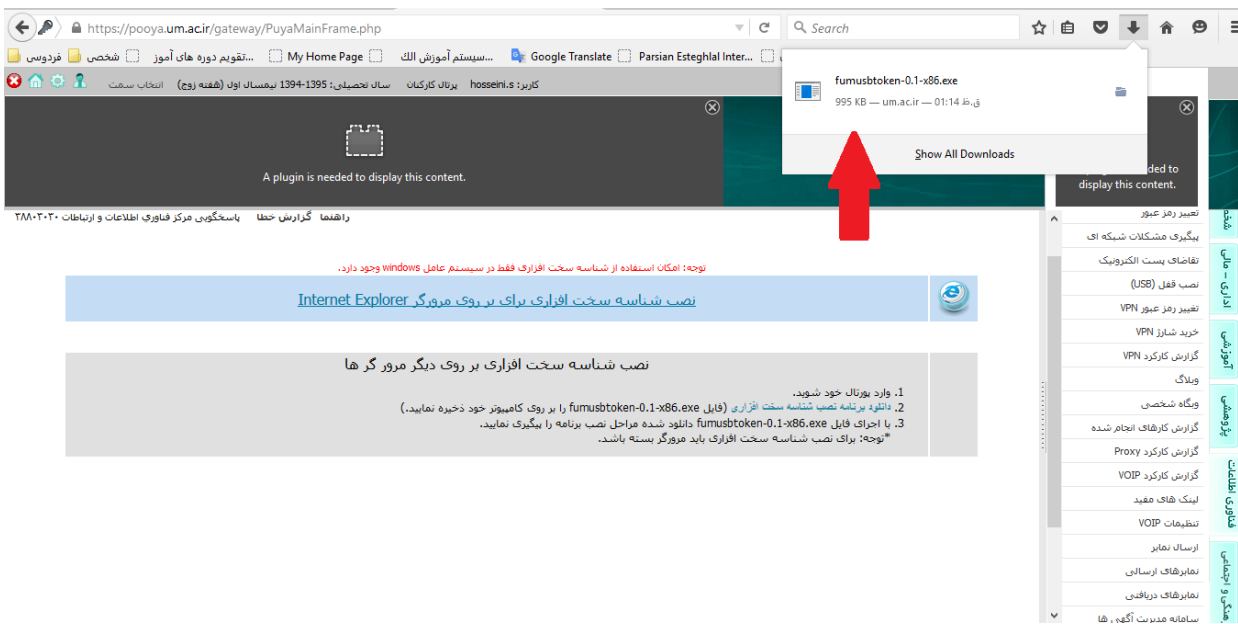 https://pooya.um.ac.ir/gateway/PuyaMainFrame.php
Search
فردوسی
شخصی
تقویم دوره های آموز...
My Home Page
سیستم آموزش الك...
Google Translate
Parsian Esteghlal Inter...
کاربر: hosseini.s پرتال کارکنان سال تحصیلی: 1395-1394 نیمسال اول (هفته زوج) انتخاب سمت
fumusbtoken-0.1-x86.exe
995 KB — um.ac.ir — 01:14 ق.ظ
Show All Downloads
A plugin is needed to display this content.
ded to
display this content.
راهنما گزارش خطا پاسخگویی مرکز فناوری اطلاعات و ارتباطات ۳۸۸۰۲۰۲۰
توجه: امکان استفاده از شناسه سخت افزاری فقط در سیستم عامل windows وجود دارد.
نصب شناسه سخت افزاری برای بر روی مرورگر Internet Explorer
نصب شناسه سخت افزاری بر روی دیگر مرور گر ها
1. وارد پورتال خود شوید.
2. دانلود برنامه نصب شناسه سخت افزاری (فایل fumusbtoken-0.1-x86.exe را بر روی کامپیوتر خود ذخیره نمایید.)
3. با اجرای فایل fumusbtoken-0.1-x86.exe دانلود شده مراحل نصب برنامه را پیگیری نمایید.
*توجه: برای نصب شناسه سخت افزاری باید مرورگر بسته باشد.
تغییر رمز عبور
پیگیری مشکلات شبکه ای
تقاضای پست الکترونیک
نصب قفل (USB)
تغییر رمز عبور VPN
خرید شارژ VPN
گزارش کارکرد VPN
وبلاگ
وبگاه شخصی
گزارش کارهای انجام شده
گزارش کارکرد Proxy
گزارش کارکرد VOIP
لینک های مفید
تنظیمات VOIP
ارسال نمابر
نمابرهای ارسالی
نمابرهای دریافتی
سامانه مدیریت آگهی ها
شخص
اداری - مالی
آموزشی
پژوهشی
فناوری اطلاعات
هنگی و اجتماعی